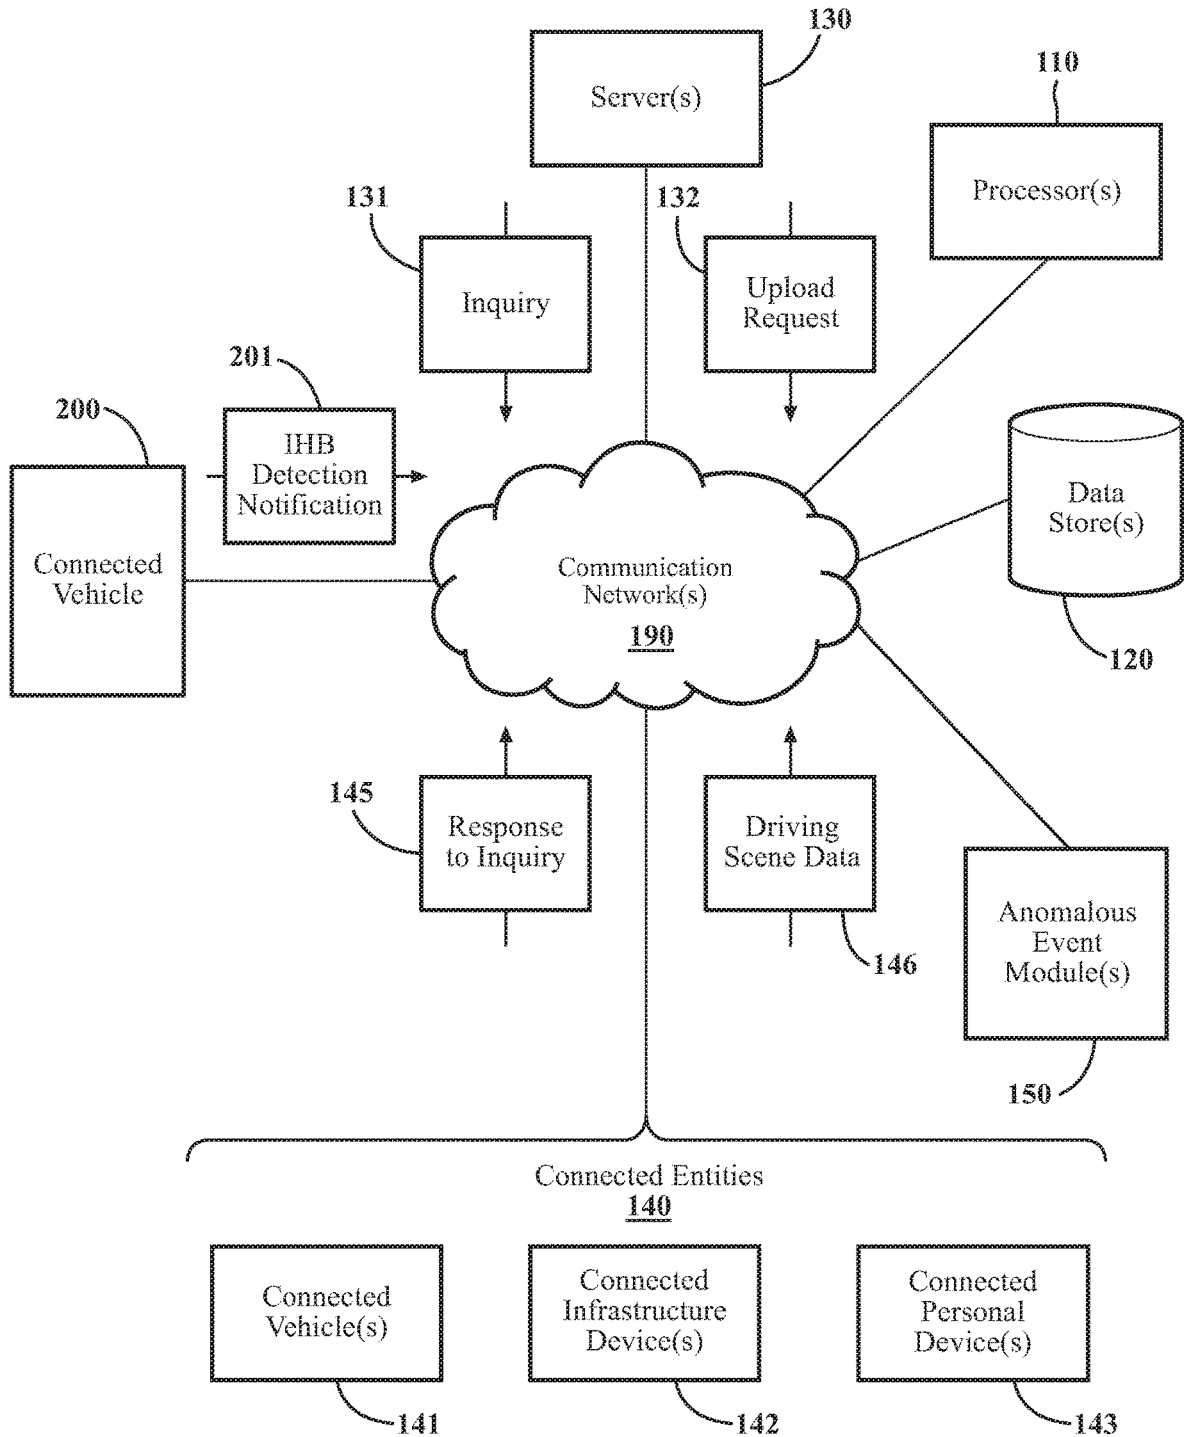 130
Server(s)
110
Processor(s)
131
Inquiry
132
Upload
Request
201
IHB
Detection
Notification
200
Connected
Vehicle
Data
Store(s)
120
Communication
Network(s)
190
145
Response
to Inquiry
Driving
Scene Data
146
Anomalous
Event
Module(s)
150
Connected Entities
140
Connected
Vehicle(s)
141
Connected
Infrastructure
Device(s)
142
Connected
Personal
Device(s)
143